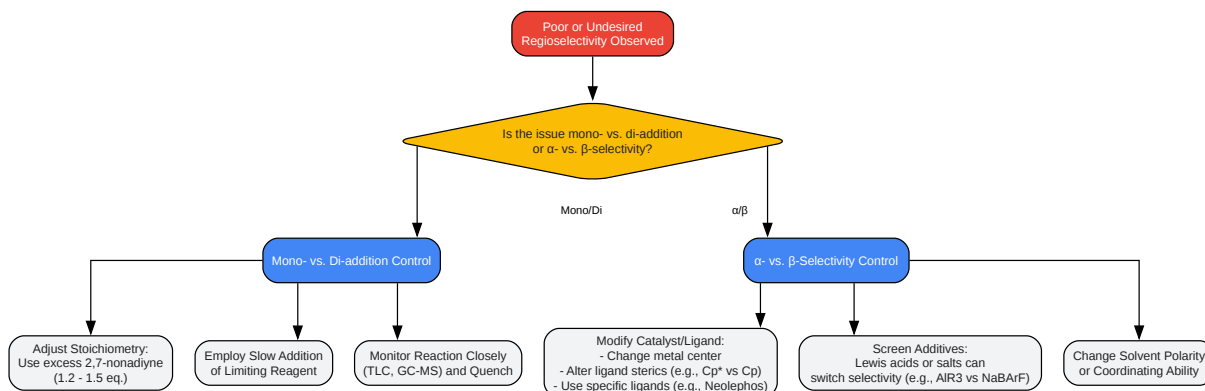 Poor or Undesired
Regioselectivity Observed
Is the issue mono- vs. di-addition
or α- vs. β-selectivity?
Mono/Di
α/β
Mono- vs. Di-addition Control
α- vs. β-Selectivity Control
Adjust Stoichiometry:
Use excess 2,7-nonadiyne
(1.2 - 1.5 eq.)
Employ Slow Addition
of Limiting Reagent
Monitor Reaction Closely
(TLC, GC-MS) and Quench
Modify Catalyst/Ligand:
- Change metal center
- Alter ligand sterics (e.g., Cp* vs Cp)
- Use specific ligands (e.g., Neolephos)
Screen Additives:
Lewis acids or salts can
switch selectivity (e.g., AlR3 vs NaBArF)
Change Solvent Polarity
or Coordinating Ability